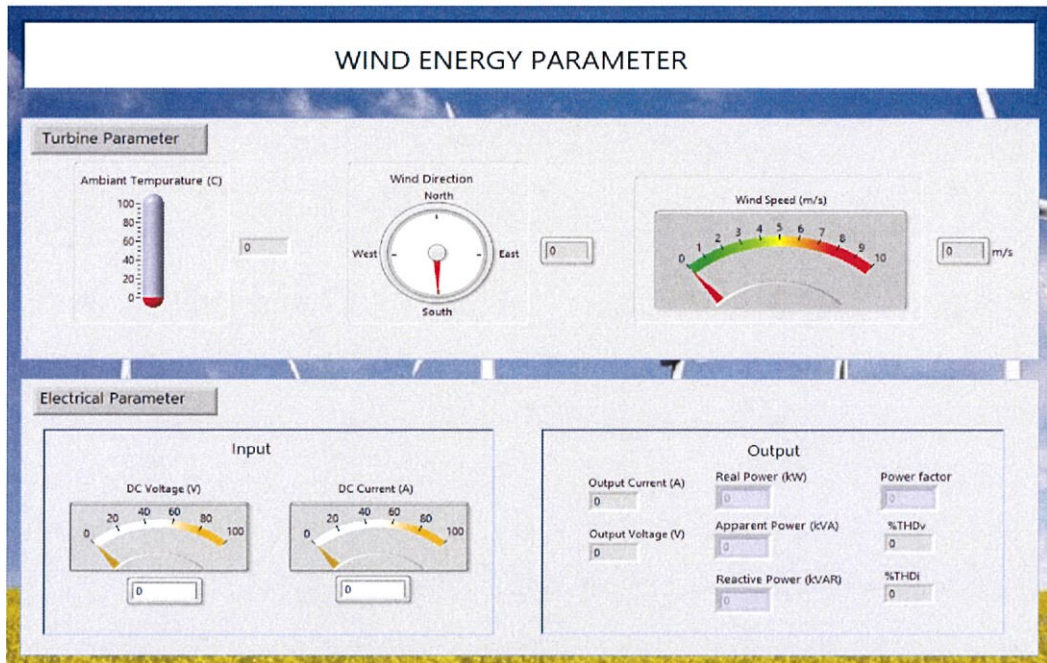 WIND ENERGY PARAMETER
Turbine Parameter
Ambiant Tempurature (C)
100
80
60
40
20
0
0
Wind Direction
North
West
East
South
0
Wind Speed (m/s)
0 1 2 3 4 5 6 7 8 9 10
0 m/s
Electrical Parameter
Input
DC Voltage (V)
0 20 40 60 80 100
0
DC Current (A)
0 20 40 60 80 100
0
Output
Output Current (A)
0
Output Voltage (V)
0
Real Power (kW)
0
Apparent Power (kVA)
0
Reactive Power (kVAR)
0
Power factor
0
%THDv
0
%THDi
0